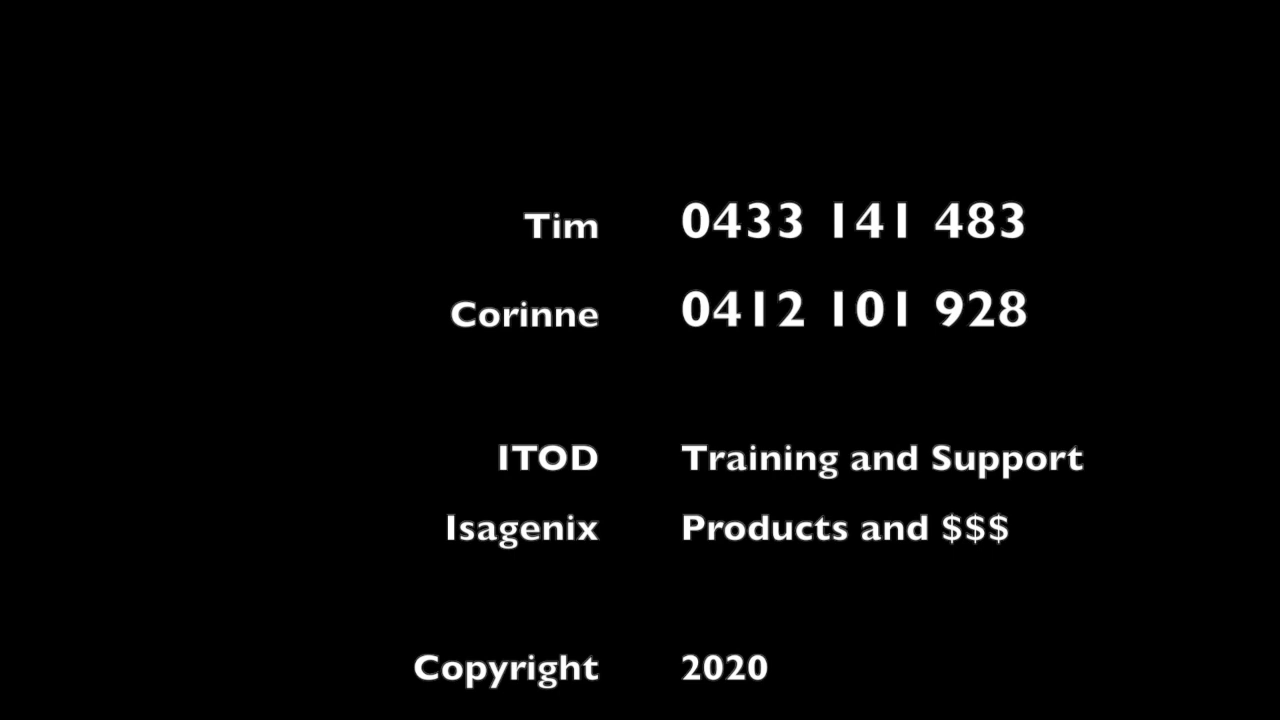 Tim 0433 141 483
Corinne 0412 101 928
ITOD Training and Support
Isagenix Products and $$$
Copyright 2020